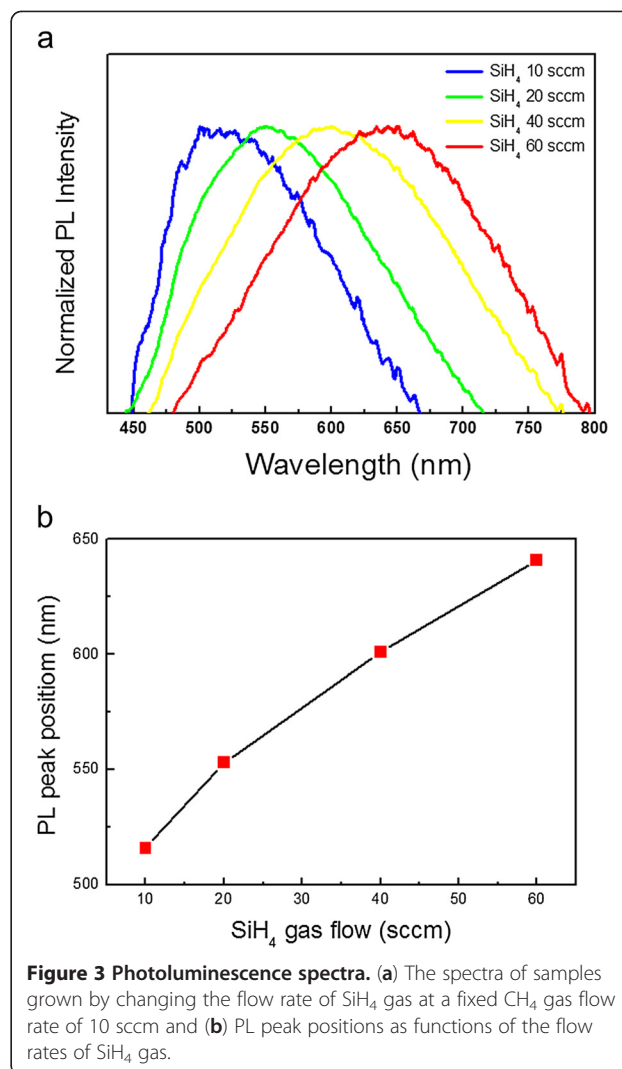 a
SiH4 10 sccm
SiH4 20 sccm
SiH4 40 sccm
SiH4 60 sccm
Normalized PL Intensity
450 500 550 600 650 700 750 800
Wavelength (nm)
b
650
600
550
500
PL peak positiom (nm)
10 20 30 40 50 60
SiH4 gas flow (sccm)
Figure 3 Photoluminescence spectra. (a) The spectra of samples
grown by changing the flow rate of SiH4 gas at a fixed CH4 gas flow
rate of 10 sccm and (b) PL peak positions as functions of the flow
rates of SiH4 gas.